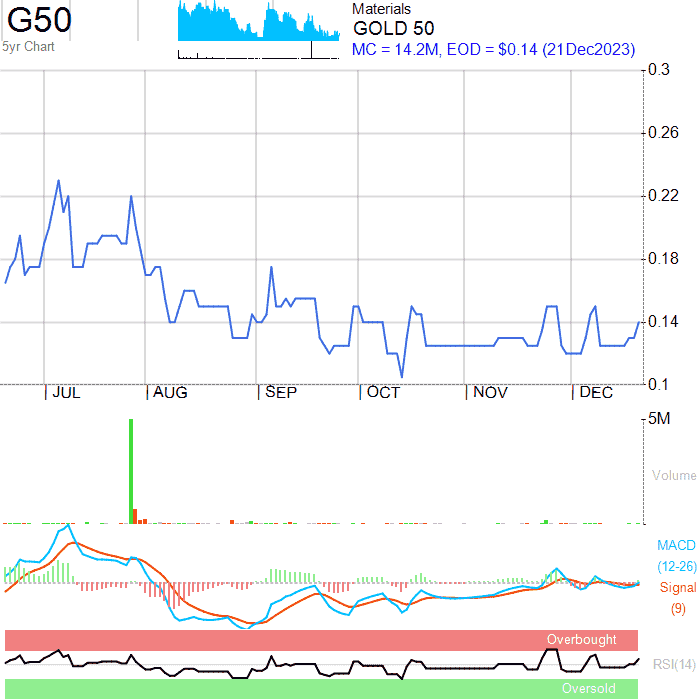 G50
5yr Chart
Materials
GOLD 50
MC = 14.2M, EOD = $0.14 (21Dec2023)
0.3
0.26
0.22
0.18
0.14
0.1
JUL AUG SEP OCT NOV DEC
5M
Volume
MACD
(12-26)
Signal
(9)
Overbought
RSI(14)
Oversold